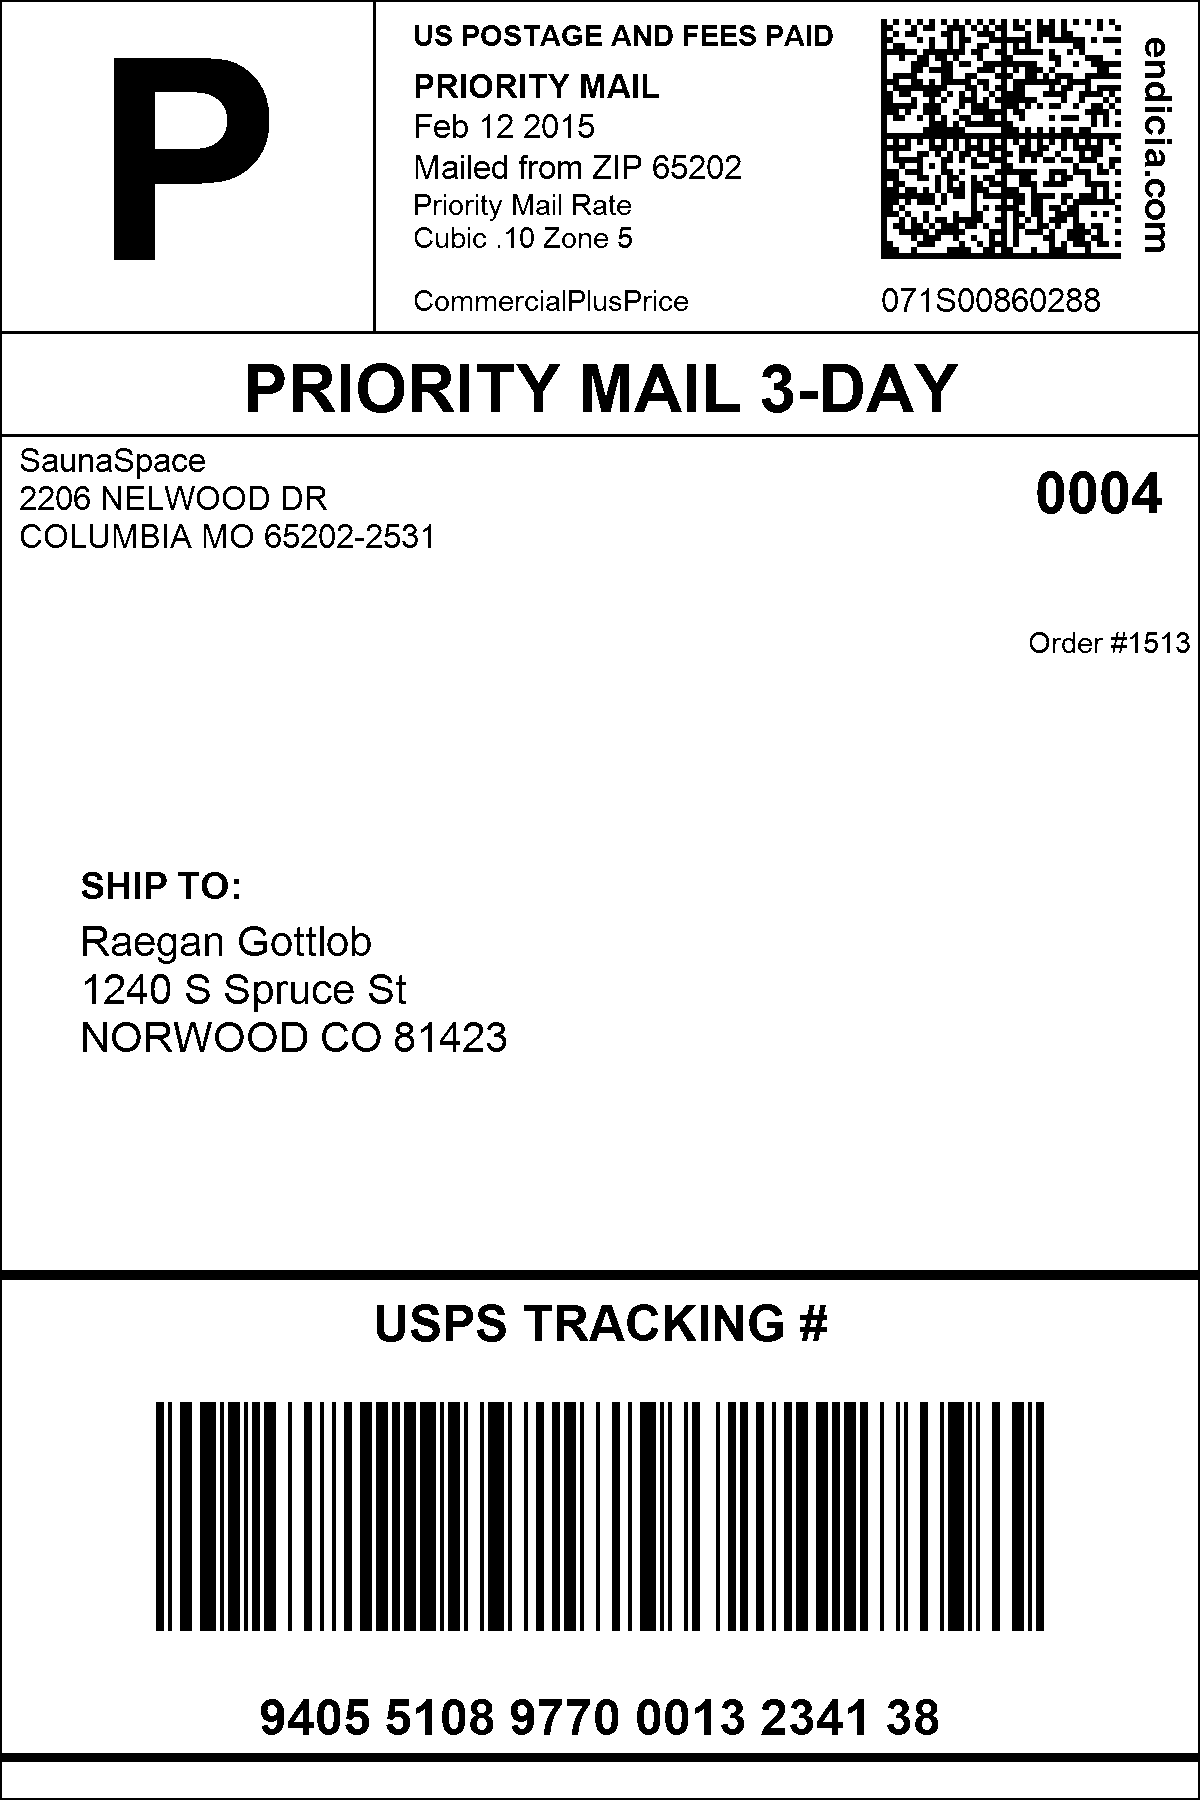 P
US POSTAGE AND FEES PAID
PRIORITY MAIL
Feb 12 2015
Mailed from ZIP 65202
Priority Mail Rate
Cubic .10 Zone 5
CommercialPlusPrice
071S00860288
endicia.com
PRIORITY MAIL 3-DAY
SaunaSpace
2206 NELWOOD DR
COLUMBIA MO 65202-2531
0004
Order #1513
SHIP TO:
Raegan Gottlob
1240 S Spruce St
NORWOOD CO 81423
USPS TRACKING #
9405 5108 9770 0013 2341 38